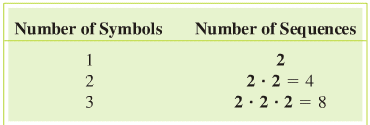 Number of Symbols Number of Sequences
1 2
2 2 · 2 = 4
3 2 · 2 · 2 = 8